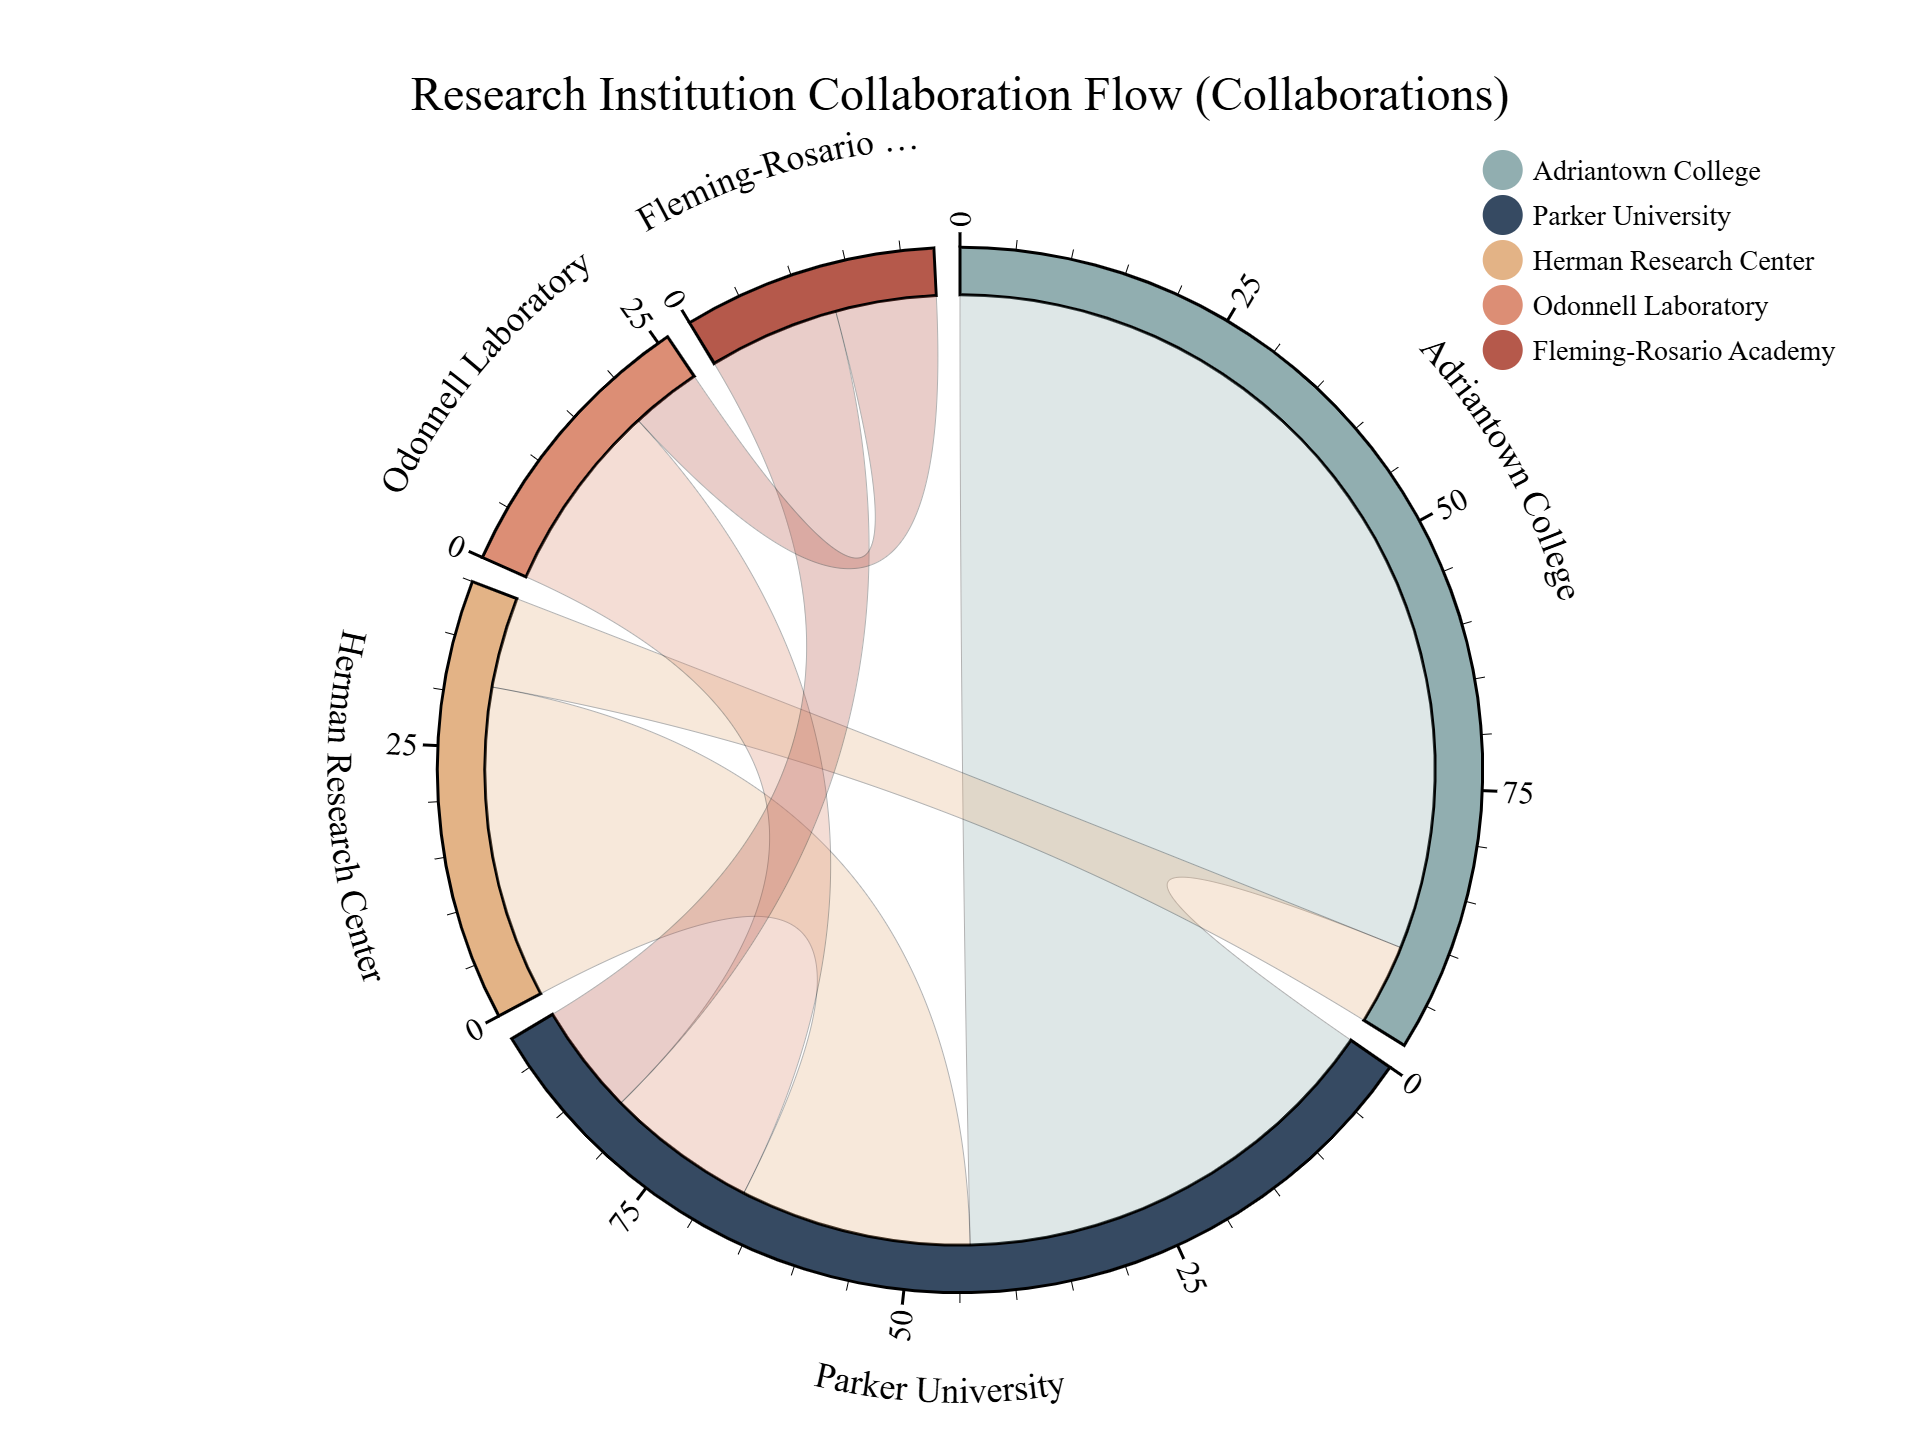 Research Institution Collaboration Flow (Collaborations)
Adriantown College
Parker University
Herman Research Center
Odonnell Laboratory
Fleming-Rosario Academy
Fleming-Rosario …
Odonnell Laboratory
Herman Research Center
Parker University
Adriantown College
0
25
50
75
0
25
50
75
0
25
0
25
0